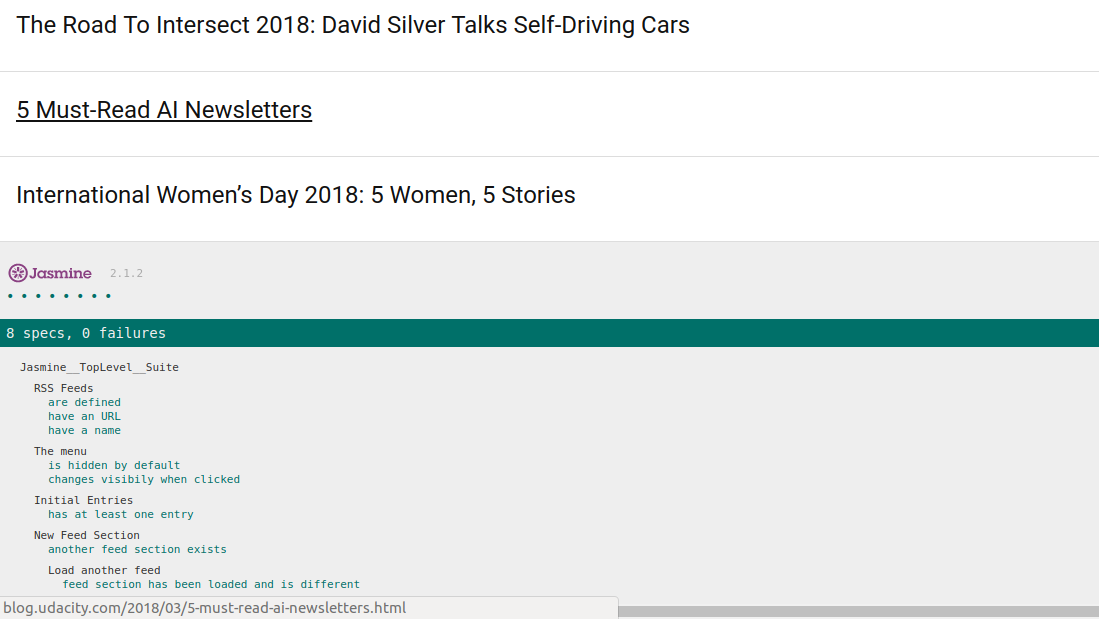 The Road To Intersect 2018: David Silver Talks Self-Driving Cars
5 Must-Read AI Newsletters
International Women’s Day 2018: 5 Women, 5 Stories
Jasmine 2.1.2
• • • • • • • •
8 specs, 0 failures
Jasmine__TopLevel__Suite
RSS Feeds
are defined
have an URL
have a name
The menu
is hidden by default
changes visibily when clicked
Initial Entries
has at least one entry
New Feed Section
another feed section exists
Load another feed
feed section has been loaded and is different
blog.udacity.com/2018/03/5-must-read-ai-newsletters.html